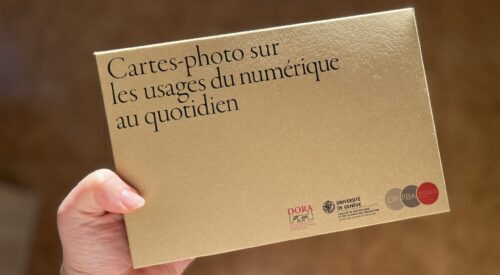 Cartes-photo sur
les usages du numérique
au quotidien
DORA
UNIVERSITÉ
DE GENÈVE